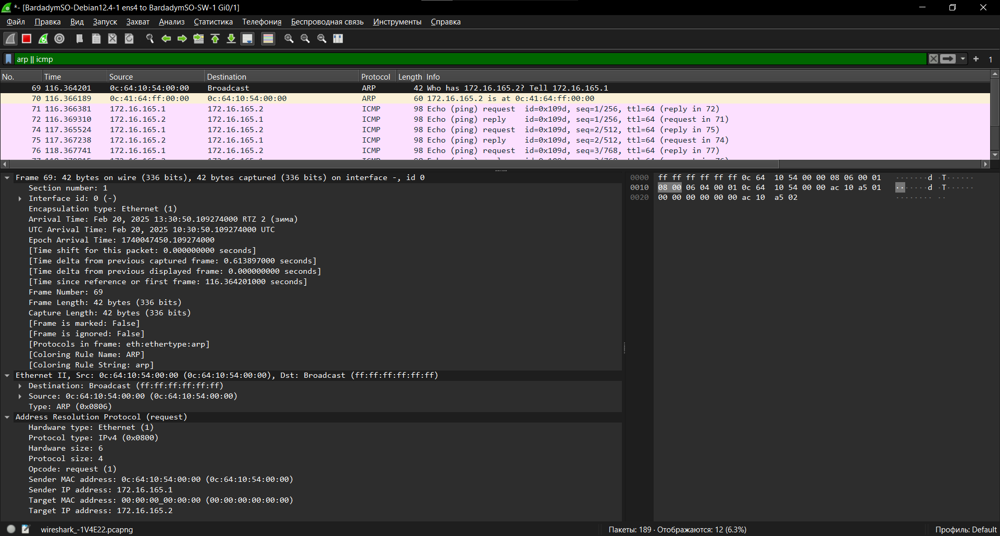 *- [BardadymSO-Debian12.4-1 ens4 to BardadymSO-SW-1 Gi0/1]
Файл Правка Вид Запуск Захват Анализ Статистика Телефония Беспроводная связь Инструменты Справка
arp || icmp + 1
No. Time Source Destination Protocol Length Info
69 116.364201 0c:64:10:54:00:00 Broadcast ARP 42 Who has 172.16.165.2? Tell 172.16.165.1
70 116.366189 0c:41:64:ff:00:00 0c:64:10:54:00:00 ARP 60 172.16.165.2 is at 0c:41:64:ff:00:00
71 116.366381 172.16.165.1 172.16.165.2 ICMP 98 Echo (ping) request id=0x109d, seq=1/256, ttl=64 (reply in 72)
72 116.369310 172.16.165.2 172.16.165.1 ICMP 98 Echo (ping) reply id=0x109d, seq=1/256, ttl=64 (request in 71)
74 117.365524 172.16.165.1 172.16.165.2 ICMP 98 Echo (ping) request id=0x109d, seq=2/512, ttl=64 (reply in 75)
75 117.367238 172.16.165.2 172.16.165.1 ICMP 98 Echo (ping) reply id=0x109d, seq=2/512, ttl=64 (request in 74)
76 118.367741 172.16.165.1 172.16.165.2 ICMP 98 Echo (ping) request id=0x109d, seq=3/768, ttl=64 (reply in 77)
Frame 69: 42 bytes on wire (336 bits), 42 bytes captured (336 bits) on interface -, id 0
Section number: 1
Interface id: 0 (-)
Encapsulation type: Ethernet (1)
Arrival Time: Feb 20, 2025 13:30:50.109274000 RTZ 2 (зима)
UTC Arrival Time: Feb 20, 2025 10:30:50.109274000 UTC
Epoch Arrival Time: 1740047450.109274000
[Time shift for this packet: 0.000000000 seconds]
[Time delta from previous captured frame: 0.613897000 seconds]
[Time delta from previous displayed frame: 0.000000000 seconds]
[Time since reference or first frame: 116.364201000 seconds]
Frame Number: 69
Frame Length: 42 bytes (336 bits)
Capture Length: 42 bytes (336 bits)
[Frame is marked: False]
[Frame is ignored: False]
[Protocols in frame: eth:ethertype:arp]
[Coloring Rule Name: ARP]
[Coloring Rule String: arp]
Ethernet II, Src: 0c:64:10:54:00:00 (0c:64:10:54:00:00), Dst: Broadcast (ff:ff:ff:ff:ff:ff)
Destination: Broadcast (ff:ff:ff:ff:ff:ff)
Source: 0c:64:10:54:00:00 (0c:64:10:54:00:00)
Type: ARP (0x0806)
Address Resolution Protocol (request)
Hardware type: Ethernet (1)
Protocol type: IPv4 (0x0800)
Hardware size: 6
Protocol size: 4
Opcode: request (1)
Sender MAC address: 0c:64:10:54:00:00 (0c:64:10:54:00:00)
Sender IP address: 172.16.165.1
Target MAC address: 00:00:00_00:00:00 (00:00:00:00:00:00)
Target IP address: 172.16.165.2
0000 ff ff ff ff ff ff 0c 64 10 54 00 00 08 06 00 01 ·······d ·T······
0010 08 00 06 04 00 01 0c 64 10 54 00 00 ac 10 a5 01 ·······d ·T······
0020 00 00 00 00 00 00 ac 10 a5 02 ········ ··
wireshark_-1V4E22.pcapng Пакеты: 189 · Отображаются: 12 (6.3%) Профиль: Default